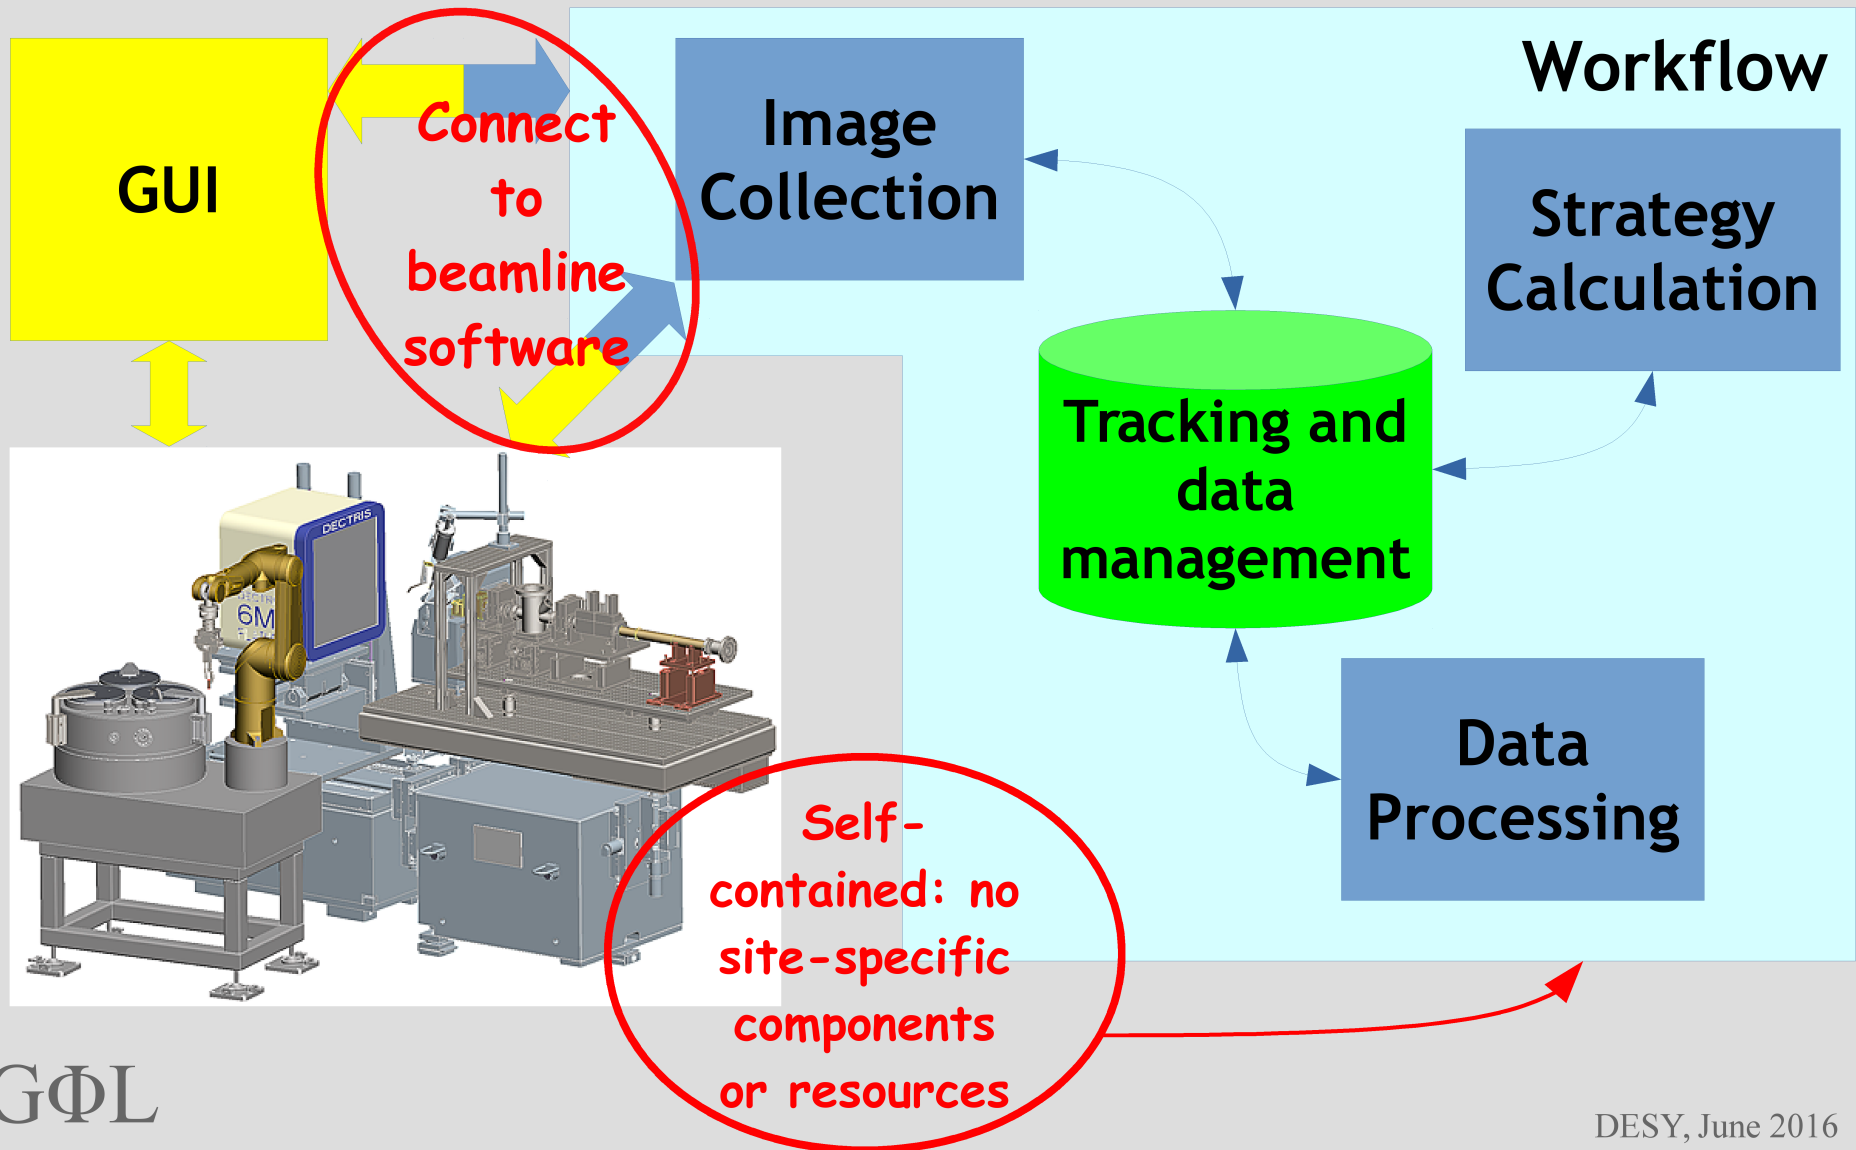 Workflow
GUI
Connect
to
beamline
software
Image
Collection
Strategy
Calculation
Tracking and
data
management
Data
Processing
DECTRIS
6M
Self-
contained: no
site-specific
components
or resources
GΦL
DESY, June 2016